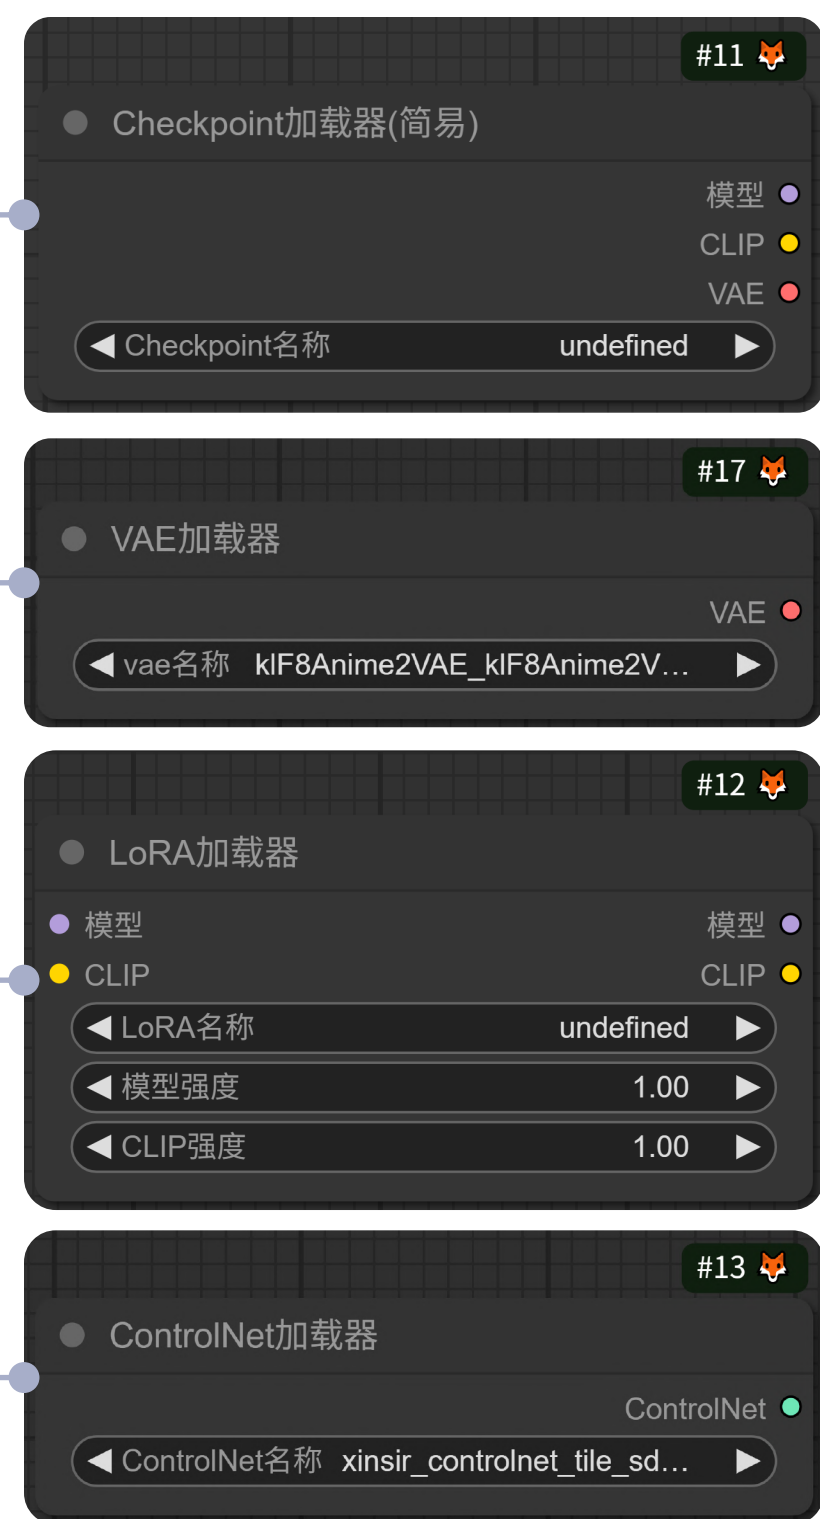 #11
Checkpoint加载器(简易)
模型
CLIP
VAE
Checkpoint名称 undefined
#17
VAE加载器
VAE
vae名称 klF8Anime2VAE_klF8Anime2V...
#12
LoRA加载器
模型 模型
CLIP CLIP
LoRA名称 undefined
模型强度 1.00
CLIP强度 1.00
#13
ControlNet加载器
ControlNet
ControlNet名称 xinsir_controlnet_tile_sd...